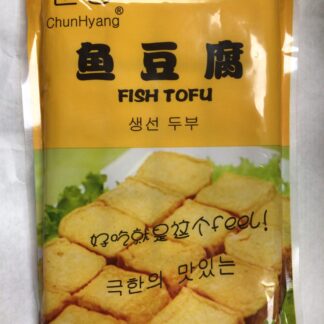 ChunHyang®
鱼豆腐
FISH TOFU
생선 두부
好吃就是这个feel!
극한의 맛있는